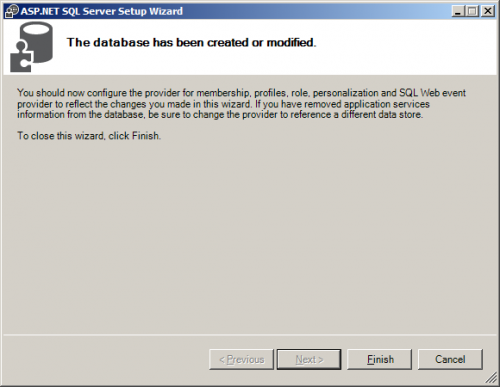 ASP.NET SQL Server Setup Wizard
The database has been created or modified.
You should now configure the provider for membership, profiles, role, personalization and SQL Web event
provider to reflect the changes you made in this wizard. If you have removed application services
information from the database, be sure to change the provider to reference a different data store.
To close this wizard, click Finish.
< Previous Next > Finish Cancel